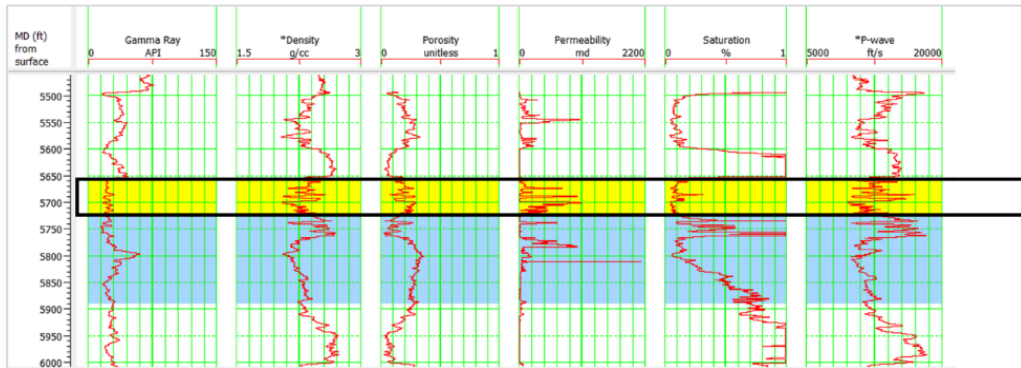 MD (ft)
from
surface
Gamma Ray
0 API 150
*Density
1.5 g/cc 3
Porosity
0 unitless 1
Permeability
0 md 2200
Saturation
0 % 1
*P-wave
5000 ft/s 20000
5500
5550
5600
5650
5700
5750
5800
5850
5900
5950
6000